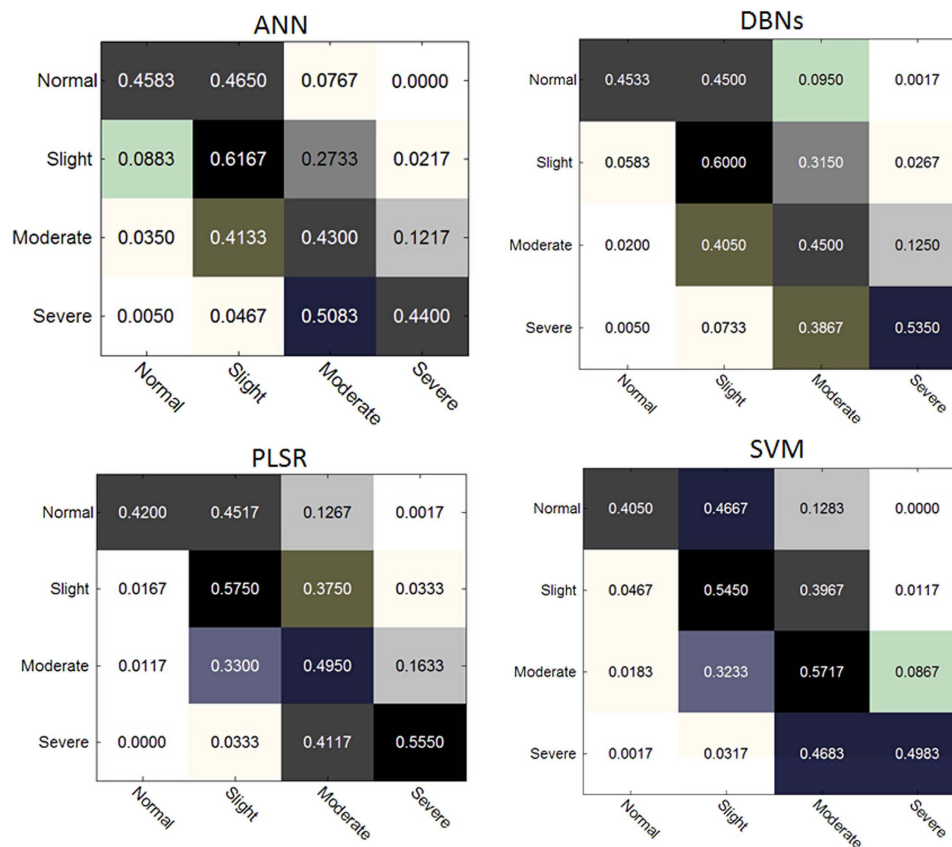 ANN
Normal 0.4583 0.4650 0.0767 0.0000
Slight 0.0883 0.6167 0.2733 0.0217
Moderate 0.0350 0.4133 0.4300 0.1217
Severe 0.0050 0.0467 0.5083 0.4400
Normal Slight Moderate Severe
DBNs
Normal 0.4533 0.4500 0.0950 0.0017
Slight 0.0583 0.6000 0.3150 0.0267
Moderate 0.0200 0.4050 0.4500 0.1250
Severe 0.0050 0.0733 0.3867 0.5350
Normal Slight Moderate Severe
PLSR
Normal 0.4200 0.4517 0.1267 0.0017
Slight 0.0167 0.5750 0.3750 0.0333
Moderate 0.0117 0.3300 0.4950 0.1633
Severe 0.0000 0.0333 0.4117 0.5550
Normal Slight Moderate Severe
SVM
Normal 0.4050 0.4667 0.1283 0.0000
Slight 0.0467 0.5450 0.3967 0.0117
Moderate 0.0183 0.3233 0.5717 0.0867
Severe 0.0017 0.0317 0.4683 0.4983
Normal Slight Moderate Severe